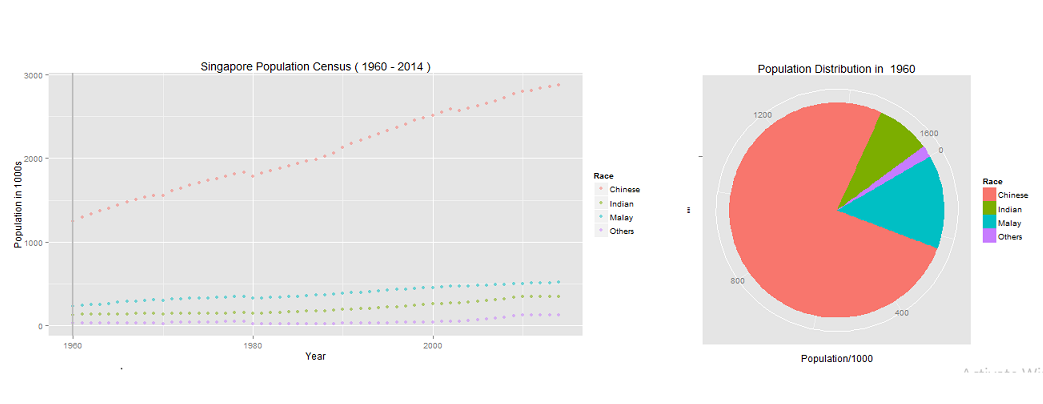 Singapore Population Census ( 1960 - 2014 )
3000
2000
1000
0
Population in 1000s
1960
1980
2000
Year
Race
Chinese
Indian
Malay
Others
Population Distribution in 1960
1200
1600
0
800
400
Population/1000
Race
Chinese
Indian
Malay
Others